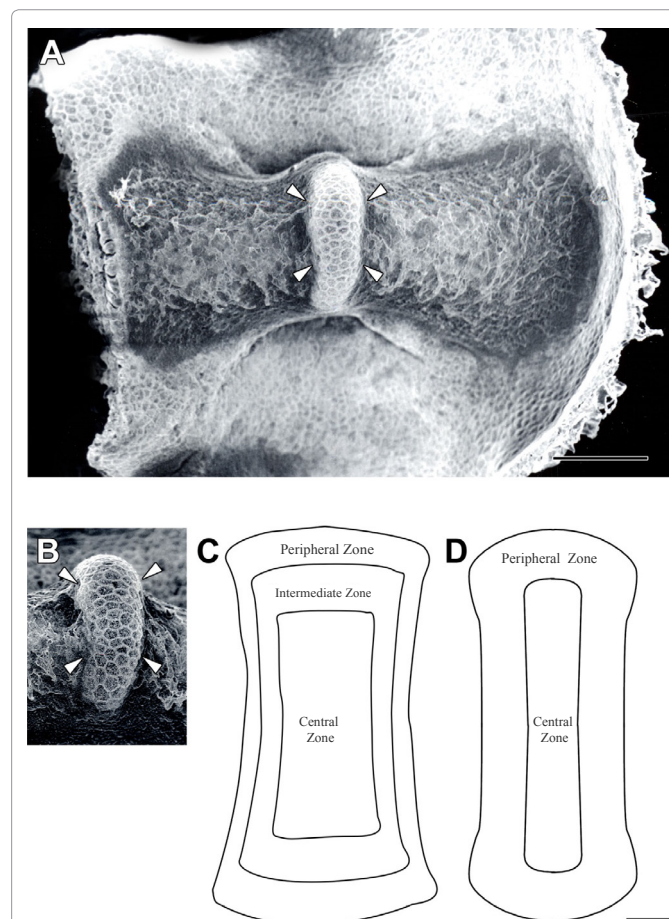 A
B
C
Peripheral Zone
Intermediate Zone
Central
Zone
D
Peripheral Zone
Central
Zone